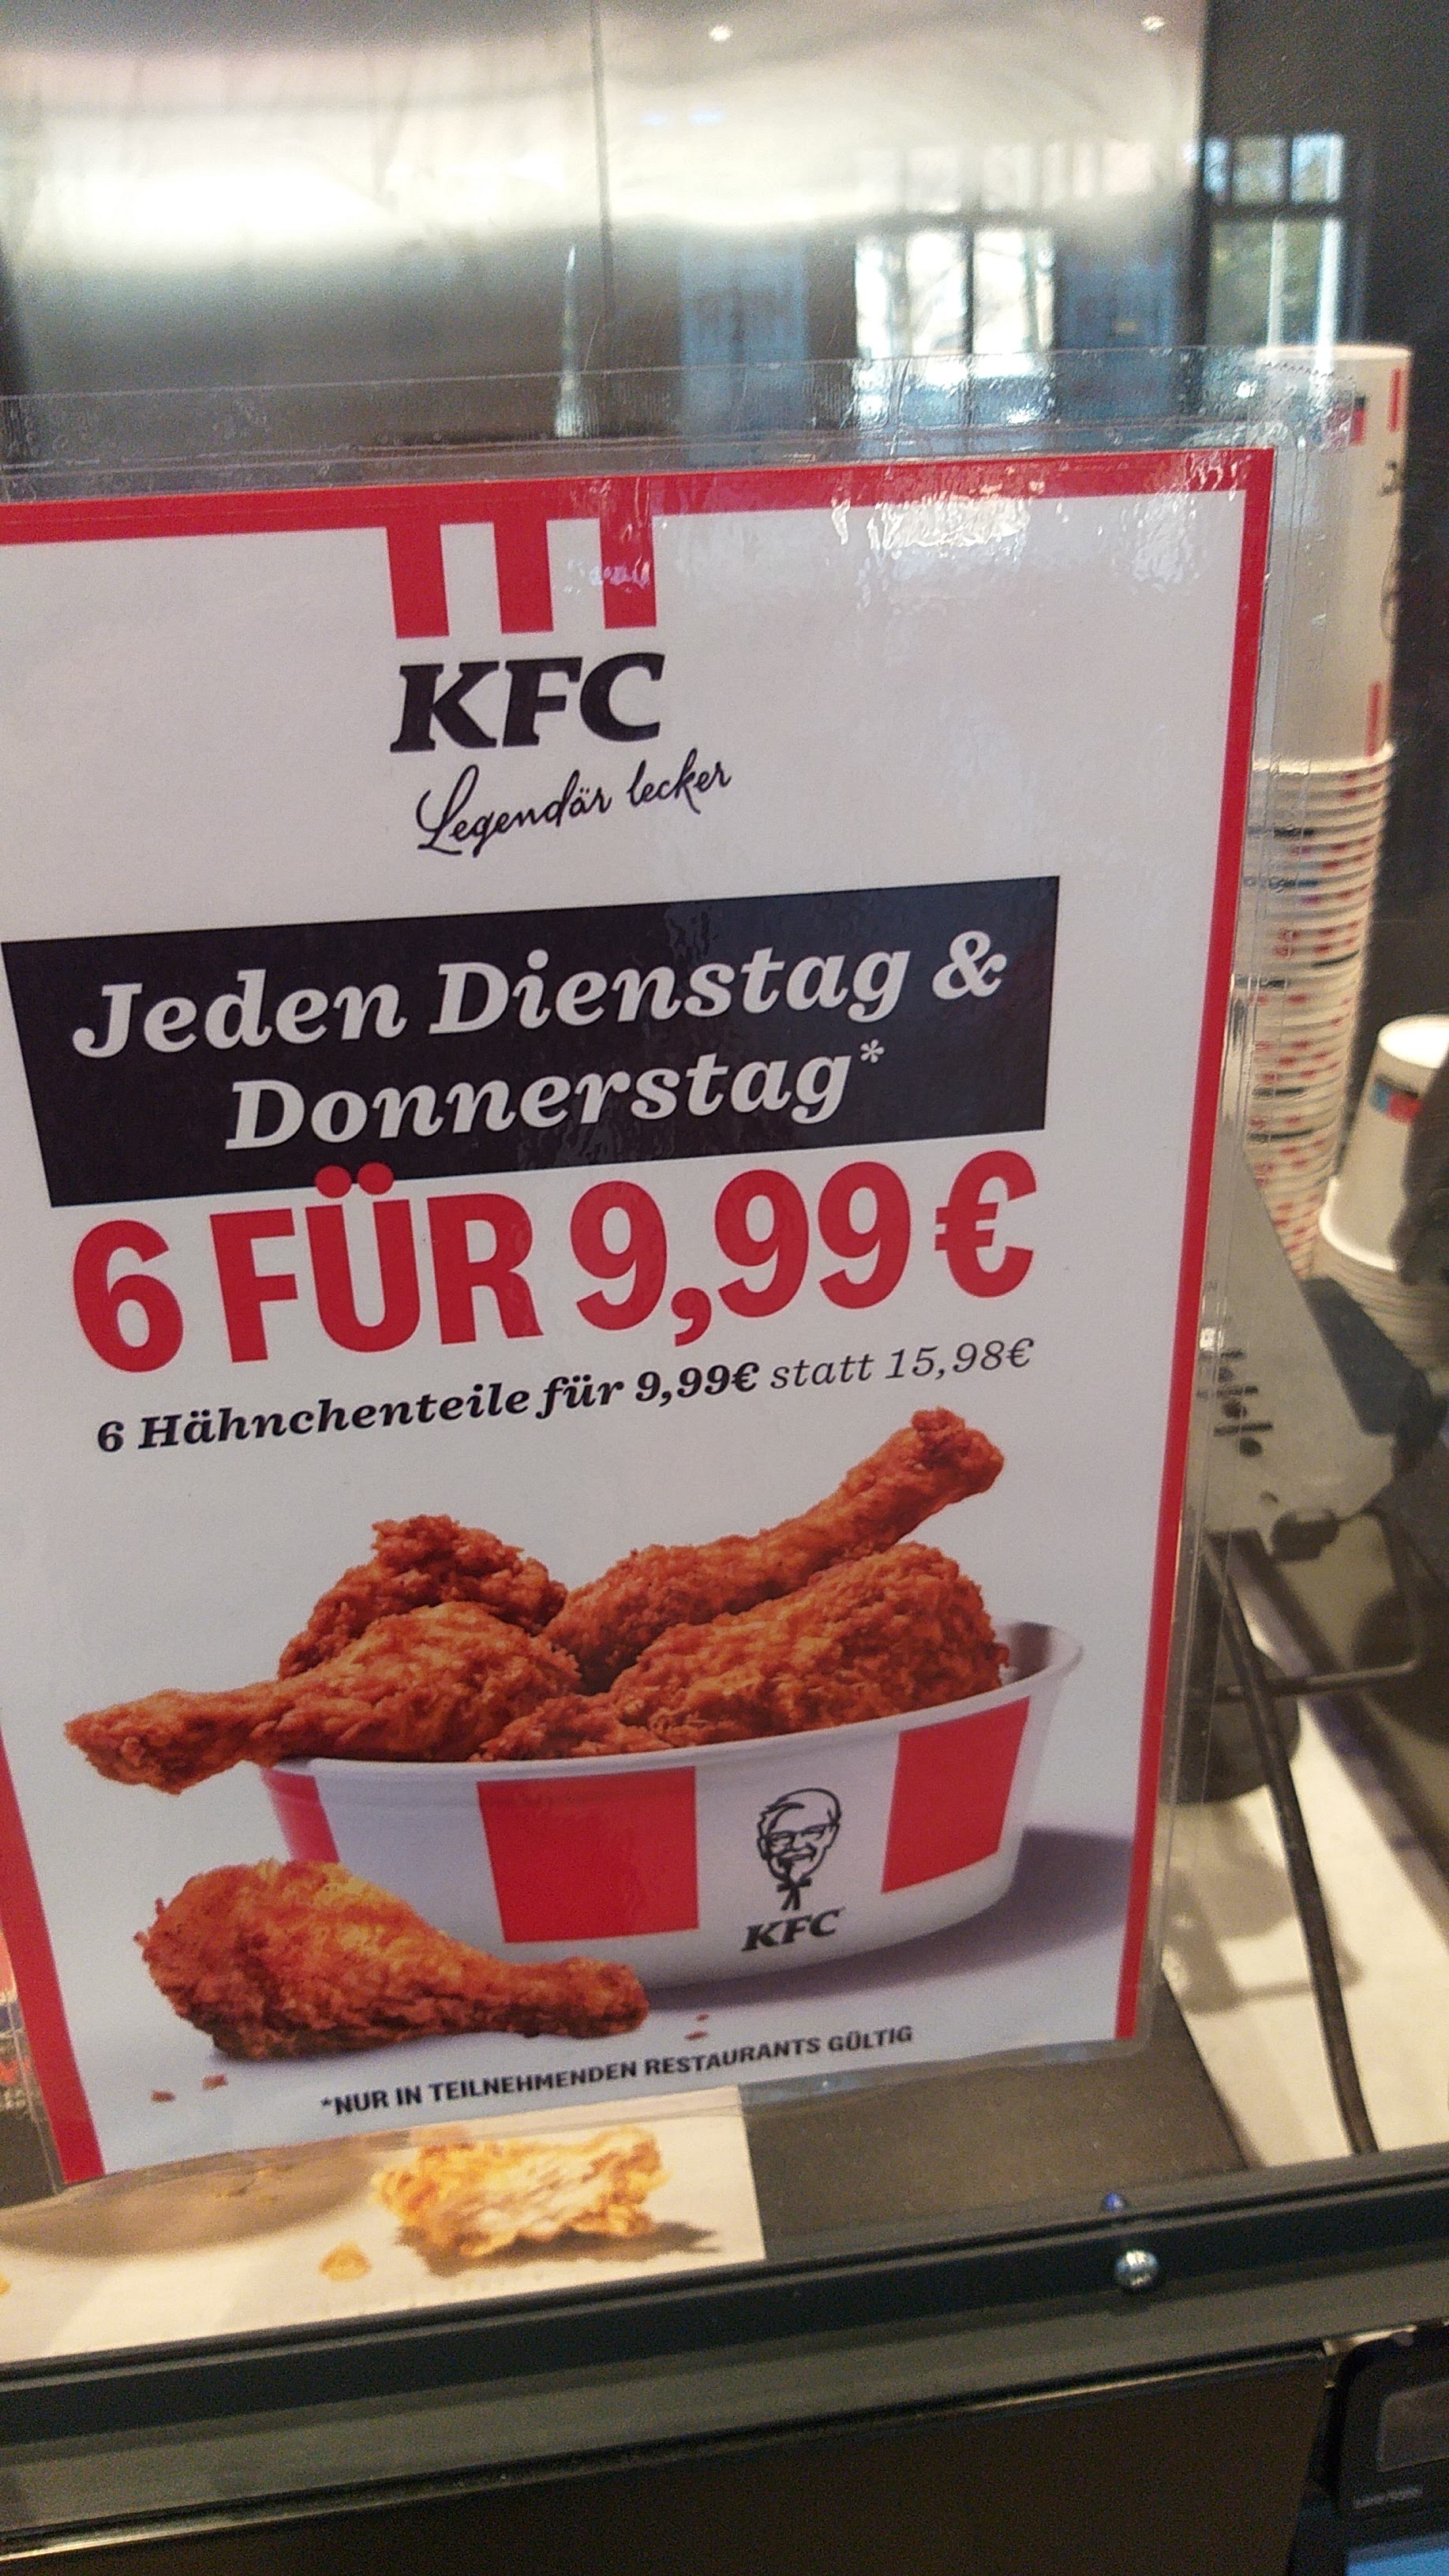 KFC
Legendär lecker
Jeden Dienstag &
Donnerstag*
6 FÜR 9,99 €
6 Hähnchenteile für 9,99€ statt 15,98€
KFC
*NUR IN TEILNEHMENDEN RESTAURANTS GÜLTIG